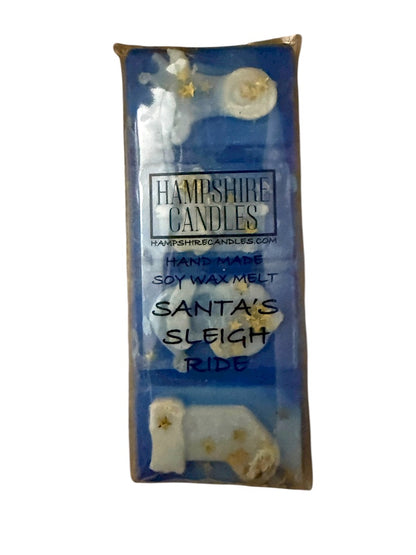 HAMPSHIRE
CANDLES
HAMPSHIRECANDLES.COM
HAND MADE
SOY WAX MELT
SANTA'S
SLEIGH
RIDE